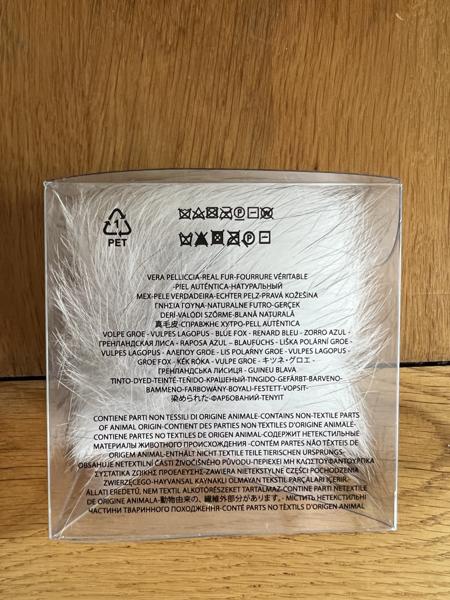 1
PET
VERA PELLICCIA-REAL FUR-FOURRURE VÉRITABLE
-PIEL AUTÉNTICA-НАТУРАЛЬНЫЙ
МЕХ-PELE VERDADEIRA-ECHTER PELZ-PRAVÁ KOŽEŠINA
ΓΝΗΣΙΑ ΓΟΥΝΑ-NATURALNE FUTRO-GERÇEK
DERİ-VALÓDI SZŐRME-BLANĂ NATURALĂ
真毛皮-СПРАВЖНЄ ХУТРО-PELL AUTÈNTICA
VOLPE GROE - VULPES LAGOPUS - BLUE FOX - RENARD BLEU - ZORRO AZUL -
ГРЕНЛАНДСКАЯ ЛИСА - RAPOSA AZUL – BLAUFUCHS - LIŠKA POLÁRNÍ GROE -
VULPES LAGOPUS - ΑΛΕΠΟΥ GROE - LIS POLARNY GROE - VULPES LAGOPUS -
GROE FOX - KÉK RÓKA - VULPE GROE - キツネ -グロエ -
ГРЕНЛАНДСЬКА ЛИСИЦЯ - GUINEU BLAVA
TINTO-DYED-TEINTÉ-TEÑIDO-КРАШЕНЫЙ-TINGIDO-GEFÄRBT-BARVENO-
ΒΑΜΜΕΝΟ-FARBOWANY-BOYALI-FESTETT-VOPSIT-
染められた-ФАРБОВАНИЙ-TENYIT
CONTIENE PARTI NON TESSILI DI ORIGINE ANIMALE-CONTAINS NON-TEXTILE PARTS
OF ANIMAL ORIGIN-CONTIENT DES PARTIES NON TEXTILES D'ORIGINE ANIMALE-
CONTIENE PARTES NO TEXTILES DE ORIGEN ANIMAL-СОДЕРЖИТ НЕТЕКСТИЛЬНЫЕ
МАТЕРИАЛЫ ЖИВОТНОГО ПРОИСХОЖДЕНИЯ -CONTÉM PARTES NÃO TÊXTEIS DE
ORIGEM ANIMAL-ENTHÄLT NICHT TEXTILE TEILE TIERISCHEN URSPRUNGS-
OBSAHUJE NETEXTILNÍ ČÁSTI ŽIVOČIŠNÉHO PŮVODU-ΠΕΡΙΕΧΕΙ ΜΗ ΚΛΩΣΤΟΫΦΑΝΤΟΥΡΓΙΚΑ
ΣΥΣΤΑΤΙΚΑ ΖΩΙΚΗΣ ΠΡΟΕΛΕΥΣΗΣ-ZAWIERA NIETEKSTYLNE CZĘŚCI POCHODZENIA
ZWIERZĘCEGO-HAYVANSAL KAYNAKLI OLMAYAN TEKSTIL PARÇALARI IÇERIR-
ÁLLATI EREDETŰ, NEM TEXTIL ALKOTÓRÉSZEKET TARTALMAZ-CONTINE PARTI NETEXTILE
DE ORIGINE ANIMALA-動物由来の、繊維外部分があります。- МІСТИТЬ НЕТЕКСТИЛЬНІ
ЧАСТИНИ ТВАРИННОГО ПОХОДЖЕННЯ-CONTÉ PARTS NO TÈXTILS D'ORIGEN ANIMAL